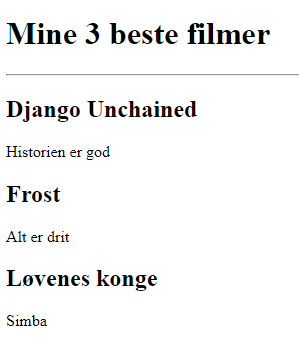 Mine 3 beste filmer
Django Unchained
Historien er god
Frost
Alt er drit
Løvenes konge
Simba